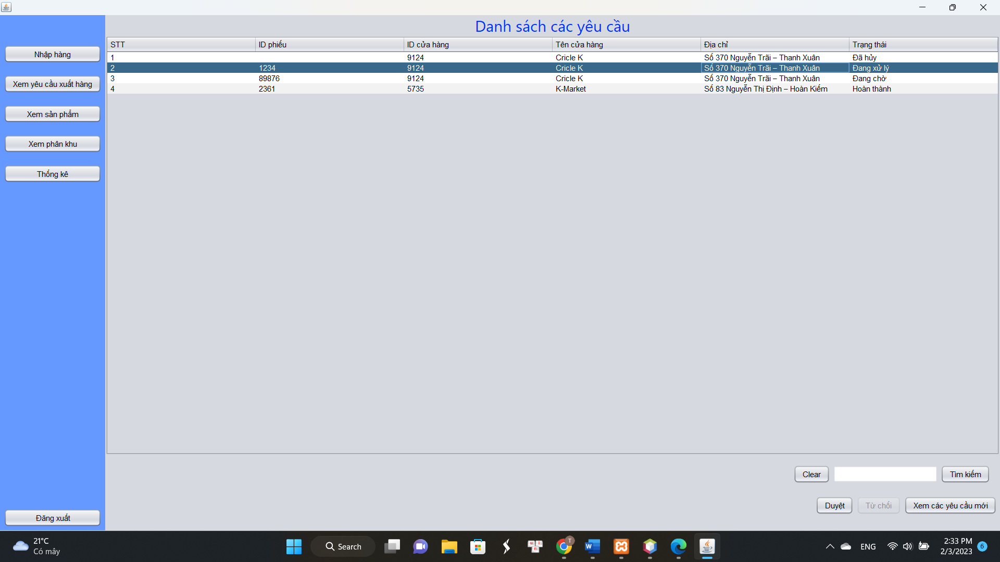 Danh sách các yêu cầu
Nhập hàng
Xem yêu cầu xuất hàng
Xem sản phẩm
Xem phân khu
Thống kê
Đăng xuất
STT ID phiếu ID cửa hàng Tên cửa hàng Địa chỉ Trạng thái
1 9124 Cricle K Số 370 Nguyễn Trãi – Thanh Xuân Đã hủy
2 1234 9124 Cricle K Số 370 Nguyễn Trãi – Thanh Xuân Đang xử lý
3 89876 9124 Cricle K Số 370 Nguyễn Trãi – Thanh Xuân Đang chờ
4 2361 5735 K-Market Số 83 Nguyễn Thị Định – Hoàn Kiếm Hoàn thành
Clear Tìm kiếm
Duyệt Từ chối Xem các yêu cầu mới
21°C
Có mây
Search
T
W
u i n
ENG
2:33 PM
2/3/2023
6